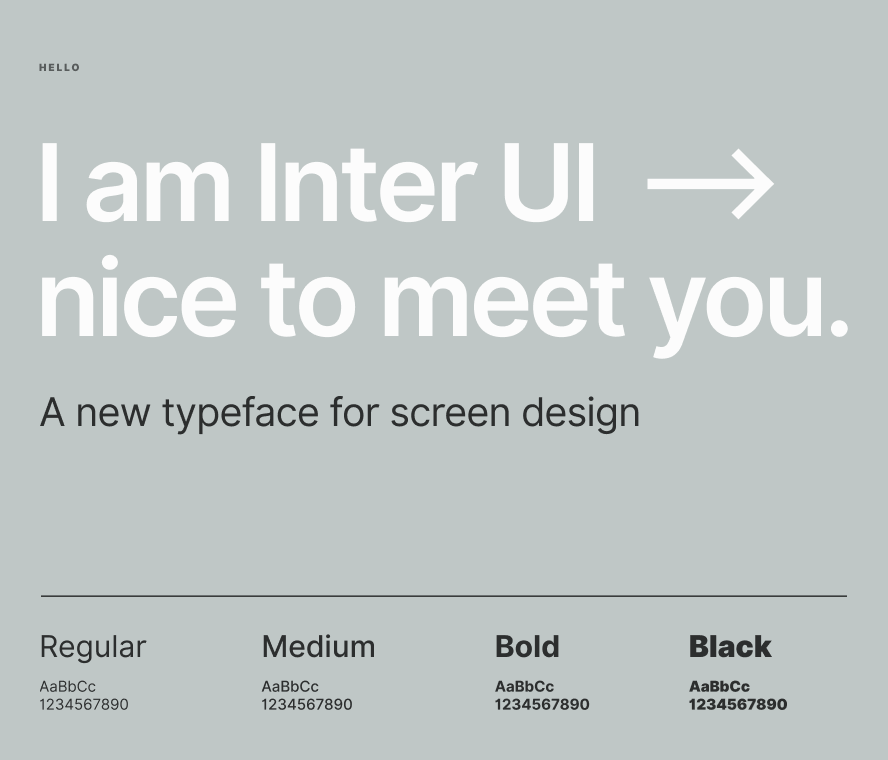 HELLO
I am Inter UI →
nice to meet you.
A new typeface for screen design
Regular
AaBbCc
1234567890
Medium
AaBbCc
1234567890
Bold
AaBbCc
1234567890
Black
AaBbCc
1234567890